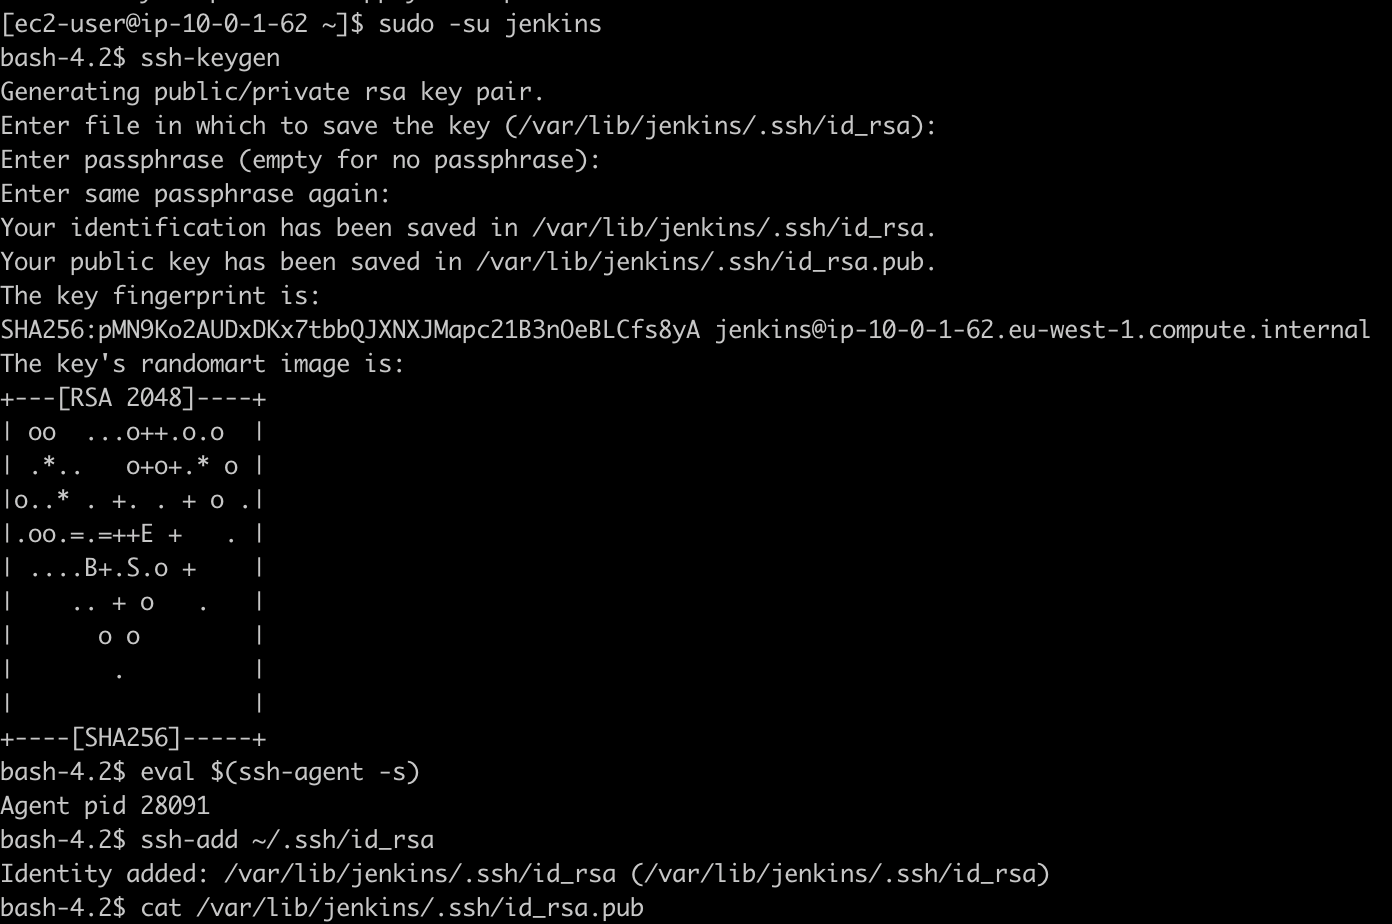 [ec2-user@ip-10-0-1-62 ~]$ sudo -su jenkins
bash-4.2$ ssh-keygen
Generating public/private rsa key pair.
Enter file in which to save the key (/var/lib/jenkins/.ssh/id_rsa):
Enter passphrase (empty for no passphrase):
Enter same passphrase again:
Your identification has been saved in /var/lib/jenkins/.ssh/id_rsa.
Your public key has been saved in /var/lib/jenkins/.ssh/id_rsa.pub.
The key fingerprint is:
SHA256:pMN9Ko2AUDxDKx7tbbQJXNXJMapc21B3nOeBLCfs8yA jenkins@ip-10-0-1-62.eu-west-1.compute.internal
The key's randomart image is:
+---[RSA 2048]----+
| oo  ...o++.o.o  |
| .*..   o+o+.* o |
|o..* . +. . + o .|
|.oo.=.=++E +   . |
| ....B+.S.o +    |
|    .. + o   .   |
|      o o        |
|       .         |
|                 |
+----[SHA256]-----+
bash-4.2$ eval $(ssh-agent -s)
Agent pid 28091
bash-4.2$ ssh-add ~/.ssh/id_rsa
Identity added: /var/lib/jenkins/.ssh/id_rsa (/var/lib/jenkins/.ssh/id_rsa)
bash-4.2$ cat /var/lib/jenkins/.ssh/id_rsa.pub